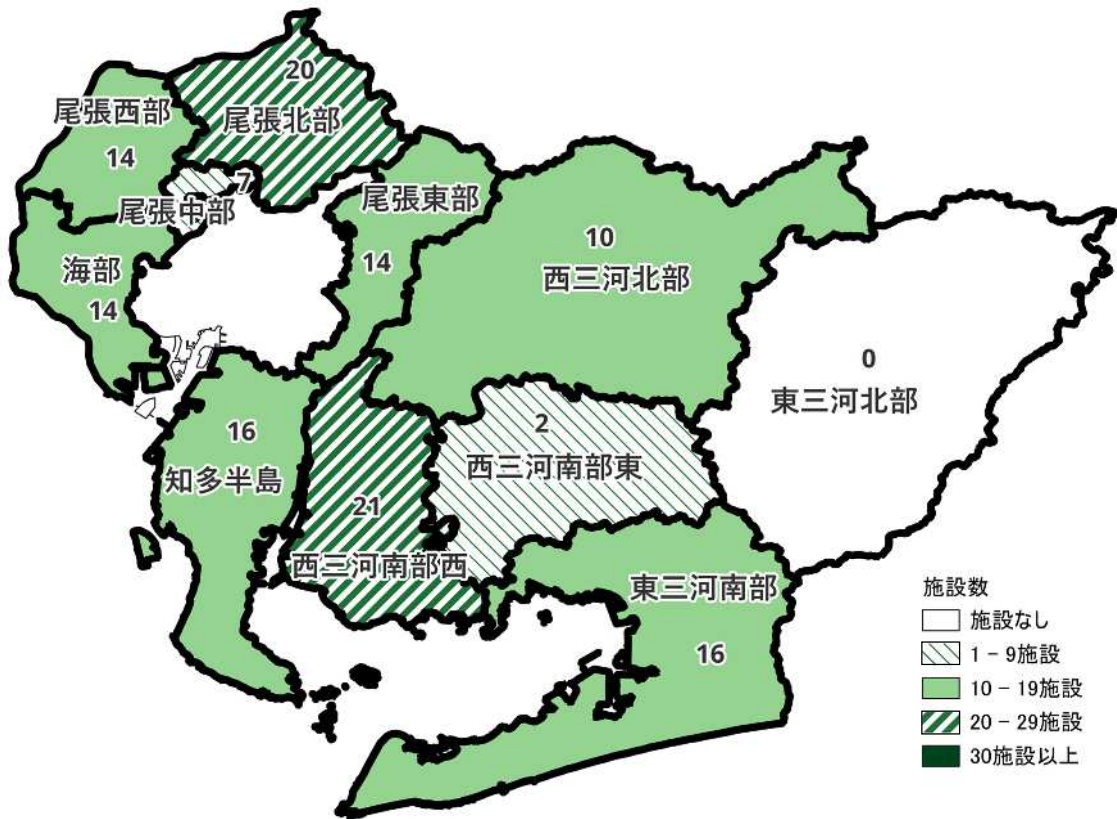 20
尾張北部
尾張西部
14
7
尾張中部
尾張東部
14
海部
14
10
西三河北部
0
東三河北部
16
知多半島
2
西三河南部東
21
西三河南部西
東三河南部
16
施設数
施設なし
1 - 9施設
10 - 19施設
20 - 29施設
30施設以上